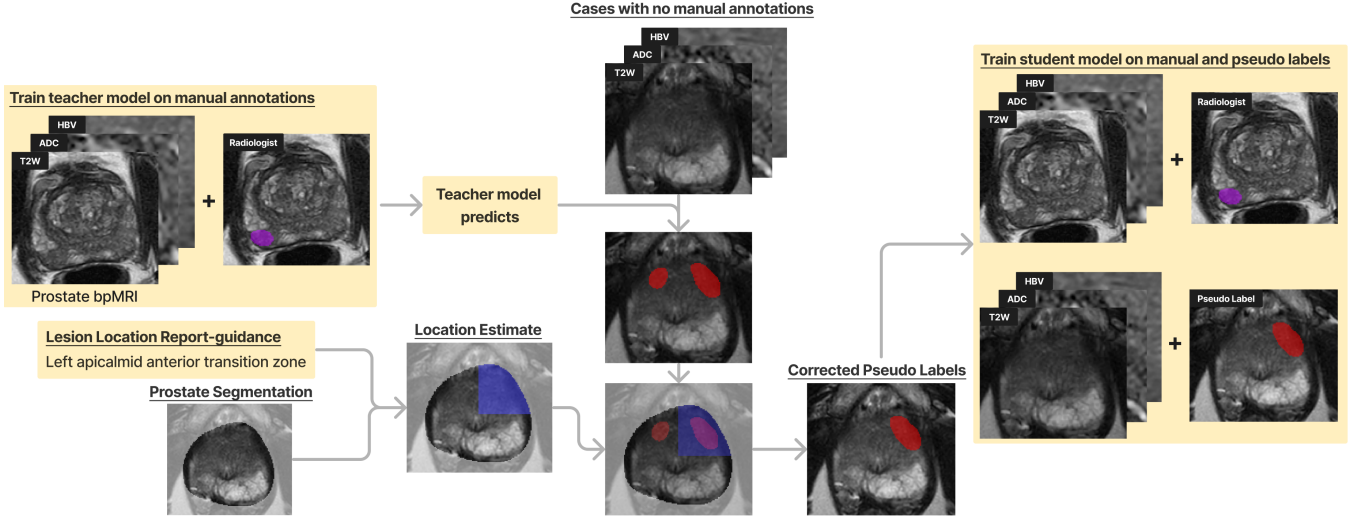 Cases with no manual annotations
HBV
ADC
T2W
Train teacher model on manual annotations
HBV
ADC
T2W
Radiologist
+
Prostate bpMRI
Teacher model
predicts
Lesion Location Report-guidance
Left apicalmid anterior transition zone
Prostate Segmentation
Location Estimate
Corrected Pseudo Labels
Train student model on manual and pseudo labels
HBV
ADC
T2W
Radiologist
+
HBV
ADC
T2W
Pseudo Label
+